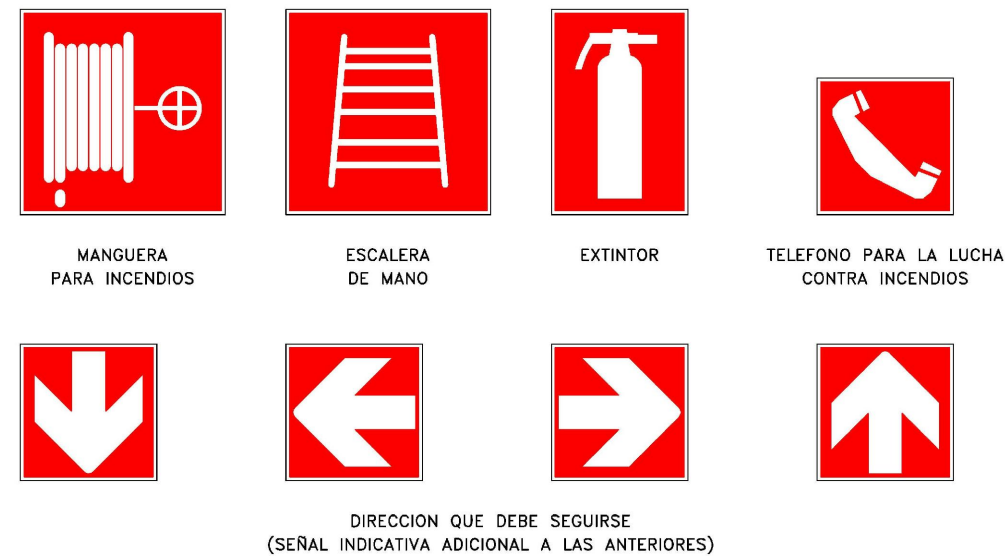 MANGUERA
PARA INCENDIOS
ESCALERA
DE MANO
EXTINTOR
TELEFONO PARA LA LUCHA
CONTRA INCENDIOS
DIRECCION QUE DEBE SEGUIRSE
(SEÑAL INDICATIVA ADICIONAL A LAS ANTERIORES)